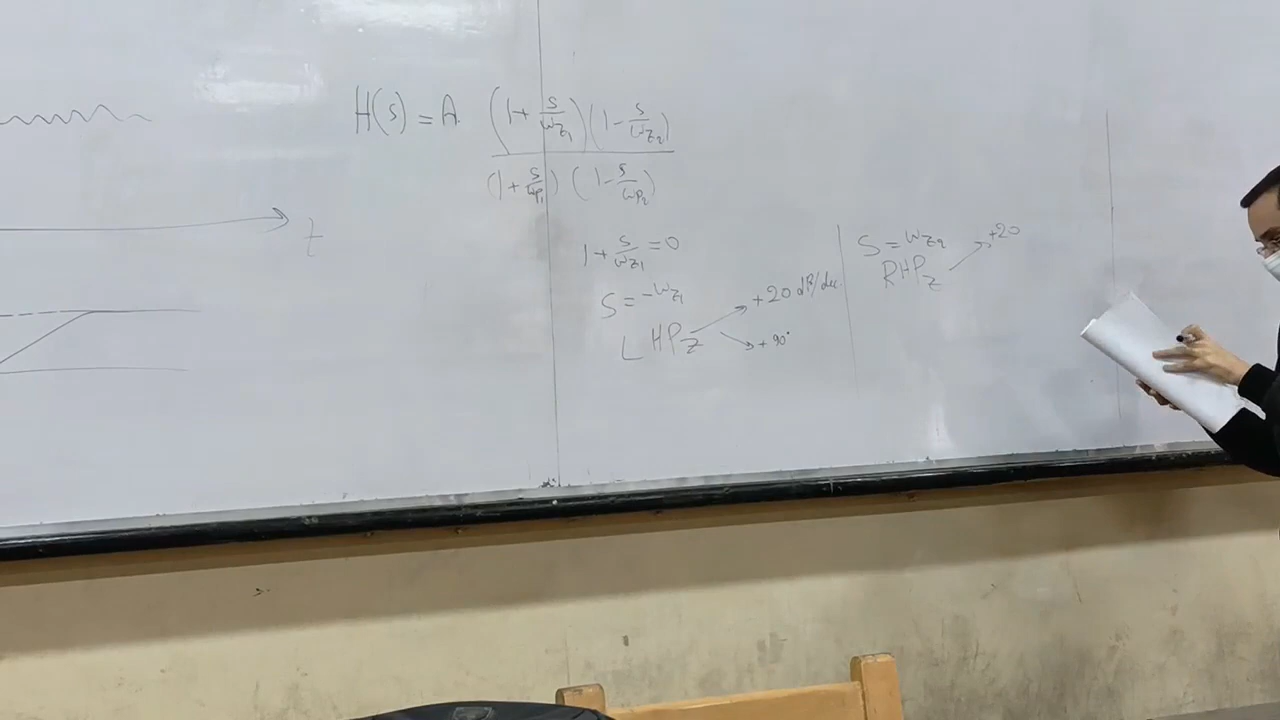 H(s) = A. (1 + s/ωz₁)(1 - s/ωz₂)
(1 + s/ωp₁) (1 - s/ωp₂)
t
1 + s/ωz₁ = 0
S = -ωz₁
LHPz
+20 dB/dec
+90°
S = ωz₂
RHPz
+20